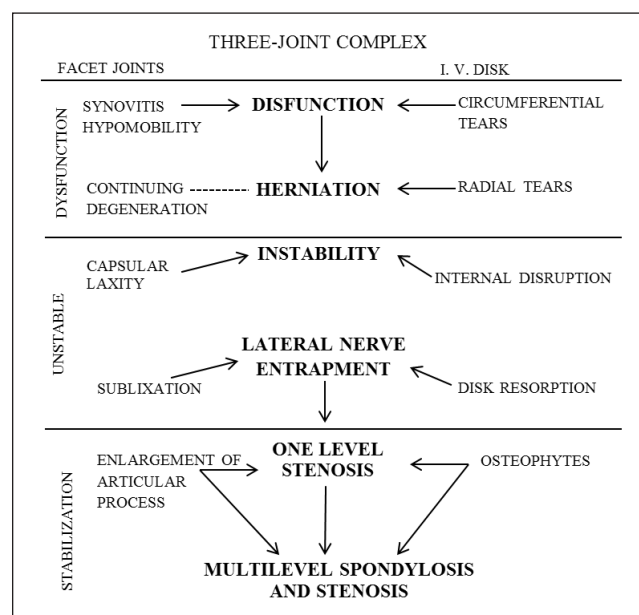 THREE-JOINT COMPLEX
FACET JOINTS
I. V. DISK
DYSFUNCTION
SYNOVITIS
HYPOMOBILITY
DISFUNCTION
CIRCUMFERENTIAL
TEARS
CONTINUING
DEGENERATION
HERNIATION
RADIAL TEARS
UNSTABLE
CAPSULAR
LAXITY
INSTABILITY
INTERNAL DISRUPTION
SUBLIXATION
LATERAL NERVE
ENTRAPMENT
DISK RESORPTION
STABILIZATION
ENLARGEMENT OF
ARTICULAR
PROCESS
ONE LEVEL
STENOSIS
OSTEOPHYTES
MULTILEVEL SPONDYLOSIS
AND STENOSIS